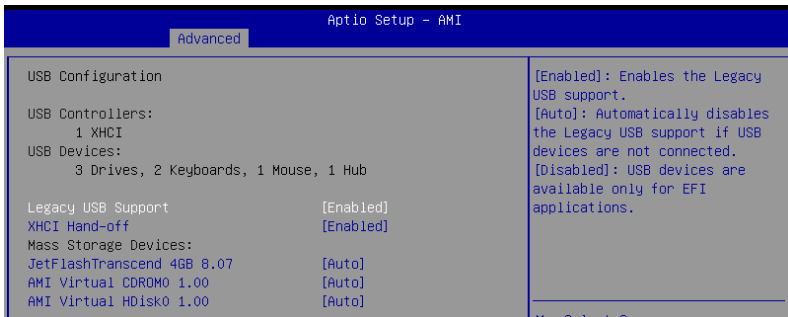 Aptio Setup – AMI
Advanced
USB Configuration
USB Controllers:
1 XHCI
USB Devices:
3 Drives, 2 Keyboards, 1 Mouse, 1 Hub
Legacy USB Support [Enabled]
XHCI Hand-off [Enabled]
Mass Storage Devices:
JetFlashTranscend 4GB 8.07 [Auto]
AMI Virtual CDROM0 1.00 [Auto]
AMI Virtual HDisk0 1.00 [Auto]
[Enabled]: Enables the Legacy
USB support.
[Auto]: Automatically disables
the Legacy USB support if USB
devices are not connected.
[Disabled]: USB devices are
available only for EFI
applications.